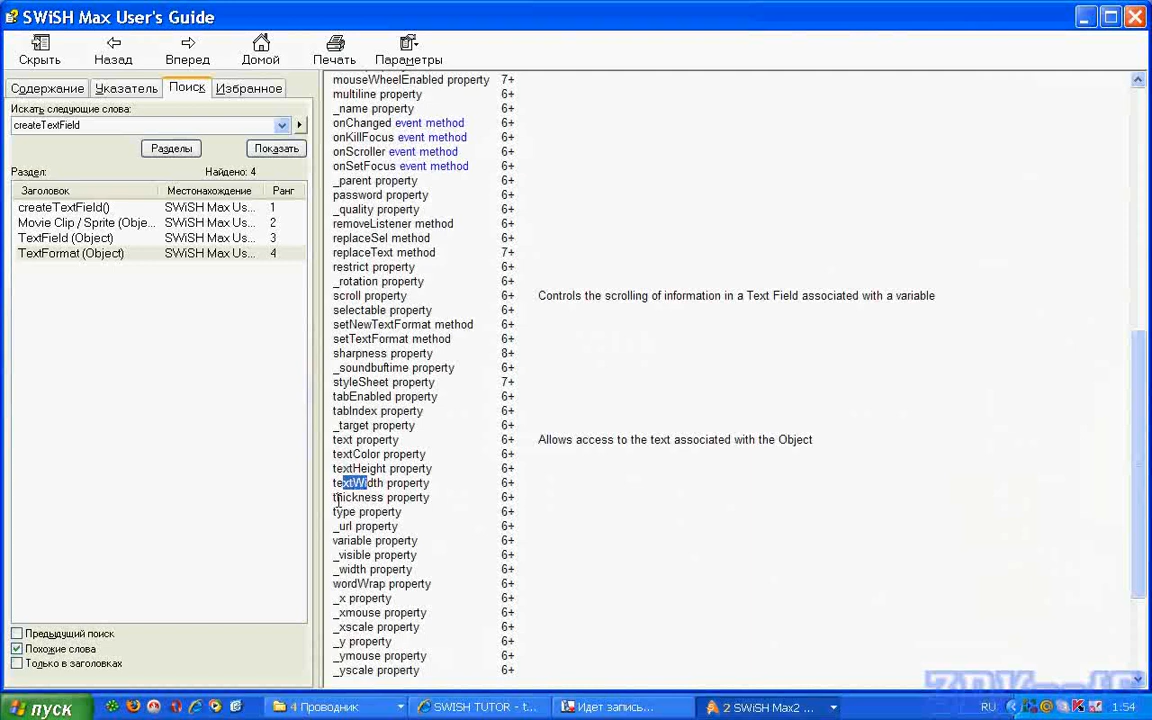 SWiSH Max User's Guide
Скрыть Назад Вперед Домой Печать Параметры
Содержание Указатель Поиск Избранное
Искать следующие слова:
createTextField
Разделы Показать
Раздел: Найдено: 4
Заголовок Местонахождение Ранг
createTextField() SWiSH Max Us... 1
Movie Clip / Sprite (Obje... SWiSH Max Us... 2
TextField (Object) SWiSH Max Us... 3
TextFormat (Object) SWiSH Max Us... 4
Предыдущий поиск
Похожие слова
Только в заголовках
mouseWheelEnabled property 7+
multiline property 6+
_name property 6+
onChanged event method 6+
onKillFocus event method 6+
onScroller event method 6+
onSetFocus event method 6+
_parent property 6+
password property 6+
_quality property 6+
removeListener method 6+
replaceSel method 6+
replaceText method 7+
restrict property 6+
_rotation property 6+
scroll property 6+ Controls the scrolling of information in a Text Field associated with a variable
selectable property 6+
setNewTextFormat method 6+
setTextFormat method 6+
sharpness property 8+
_soundbuftime property 6+
styleSheet property 7+
tabEnabled property 6+
tabIndex property 6+
_target property 6+
text property 6+ Allows access to the text associated with the Object
textColor property 6+
textHeight property 6+
textWidth property 6+
thickness property 6+
type property 6+
_url property 6+
variable property 6+
_visible property 6+
_width property 6+
wordWrap property 6+
_x property 6+
_xmouse property 6+
_xscale property 6+
_y property 6+
_ymouse property 6+
_yscale property 6+
пуск 4 Проводник SWISH TUTOR - t... Идет запись... 2 SWiSH Max2 ... RU 1:54